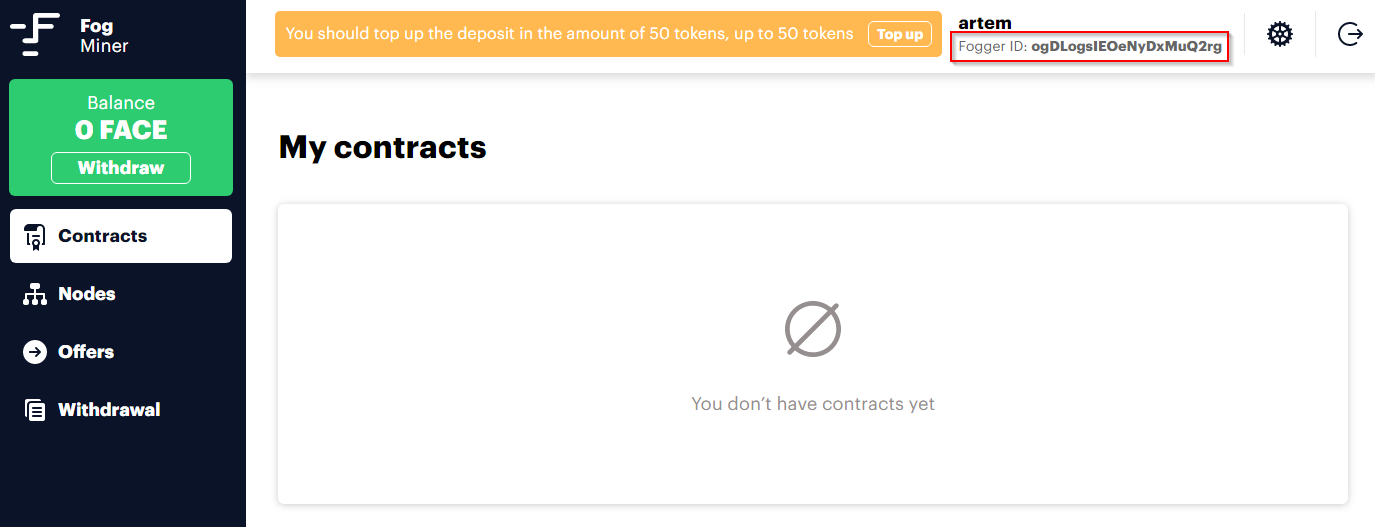 Fog
Miner
Balance
0 FACE
Withdraw
Contracts
Nodes
Offers
Withdrawal
You should top up the deposit in the amount of 50 tokens, up to 50 tokens
Top up
artem
Fogger ID: ogDLogsIEOeNyDxMuQ2rg
My contracts
You don’t have contracts yet